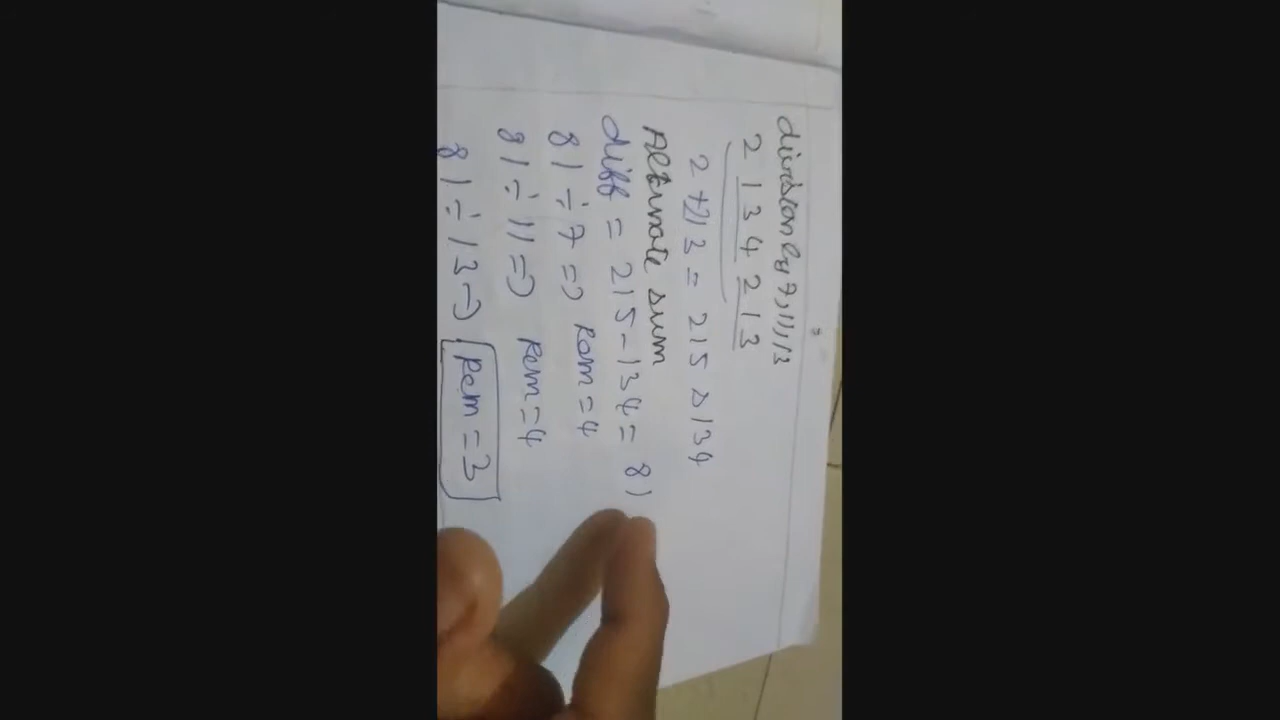 division by 7,11,13
2 134 213
2 + 213 = 215 & 134
Alternate sum
diff = 215 - 134 = 81
81 ÷ 7 => Rem = 4
81 ÷ 11 => Rem = 4
81 ÷ 13 => Rem = 3